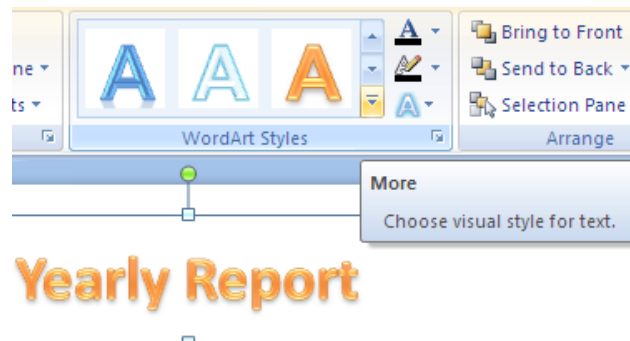 A A A A
Bring to Front
ne
Send to Back
ts
A
Selection Pane
WordArt Styles
Arrange
More
Choose visual style for text.
Yearly Report